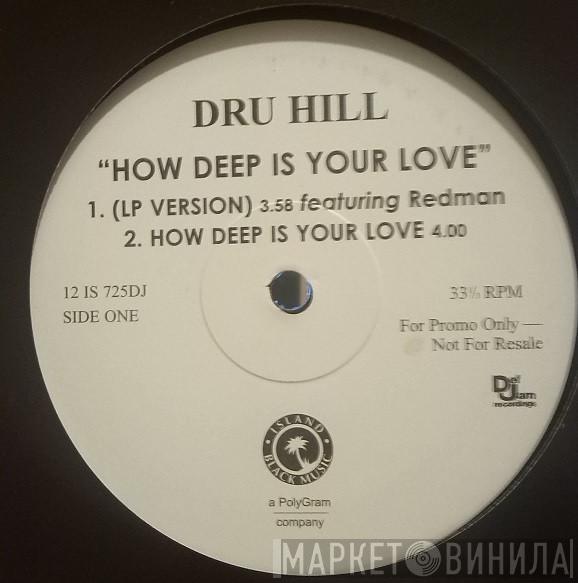 DRU HILL
“HOW DEEP IS YOUR LOVE”
1. (LP VERSION) 3.58 featuring Redman
2. HOW DEEP IS YOUR LOVE 4.00
12 IS 725DJ
SIDE ONE
33⅓ RPM
For Promo Only —
Not For Resale
Def Jam
recordings
ISLAND
BLACK MUSIC
a PolyGram
company
МАРКЕТ ВИНИЛА